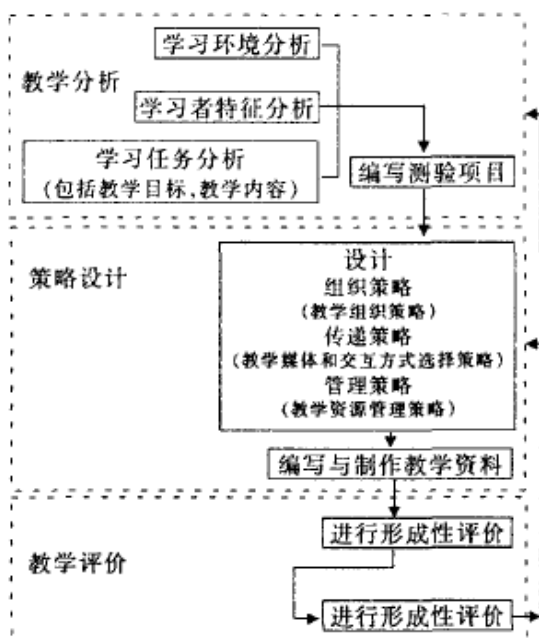 学习环境分析
教学分析
学习者特征分析
学习任务分析
(包括教学目标、教学内容)
编写测验项目
策略设计
设计
组织策略
(教学组织策略)
传递策略
(教学媒体和交互方式选择策略)
管理策略
(教学资源管理策略)
编写与制作教学资料
进行形成性评价
教学评价
进行形成性评价